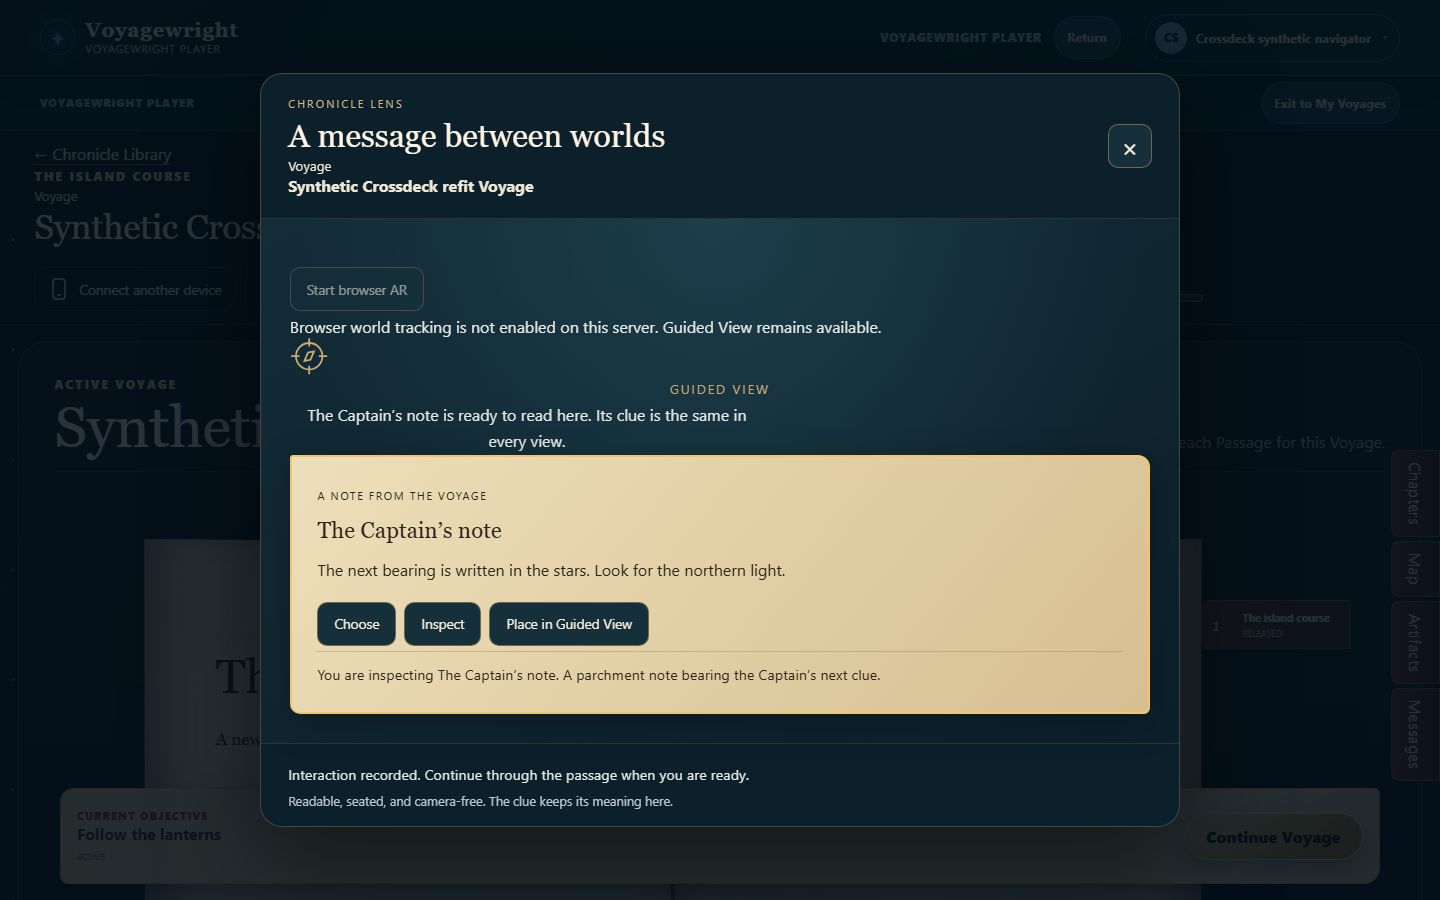 Voyagewright
VOYAGEWRIGHT PLAYER
VOYAGEWRIGHT PLAYER
Return
CS
Crossdeck synthetic navigator
VOYAGEWRIGHT PLAYER
Exit to My Voyages
← Chronicle Library
THE ISLAND COURSE
Voyage
Synthetic Cross
Connect another device
ACTIVE VOYAGE
Syntheti
each Passage for this Voyage.
CHRONICLE LENS
A message between worlds
Voyage
Synthetic Crossdeck refit Voyage
×
Start browser AR
Browser world tracking is not enabled on this server. Guided View remains available.
GUIDED VIEW
The Captain's note is ready to read here. Its clue is the same in
every view.
A NOTE FROM THE VOYAGE
The Captain's note
The next bearing is written in the stars. Look for the northern light.
Choose
Inspect
Place in Guided View
You are inspecting The Captain's note. A parchment note bearing the Captain's next clue.
Interaction recorded. Continue through the passage when you are ready.
Readable, seated, and camera-free. The clue keeps its meaning here.
Chapters
Map
Artifacts
Messages
1
The island course
RELEASED
Th
A new
CURRENT OBJECTIVE
Follow the lanterns
active
Continue Voyage